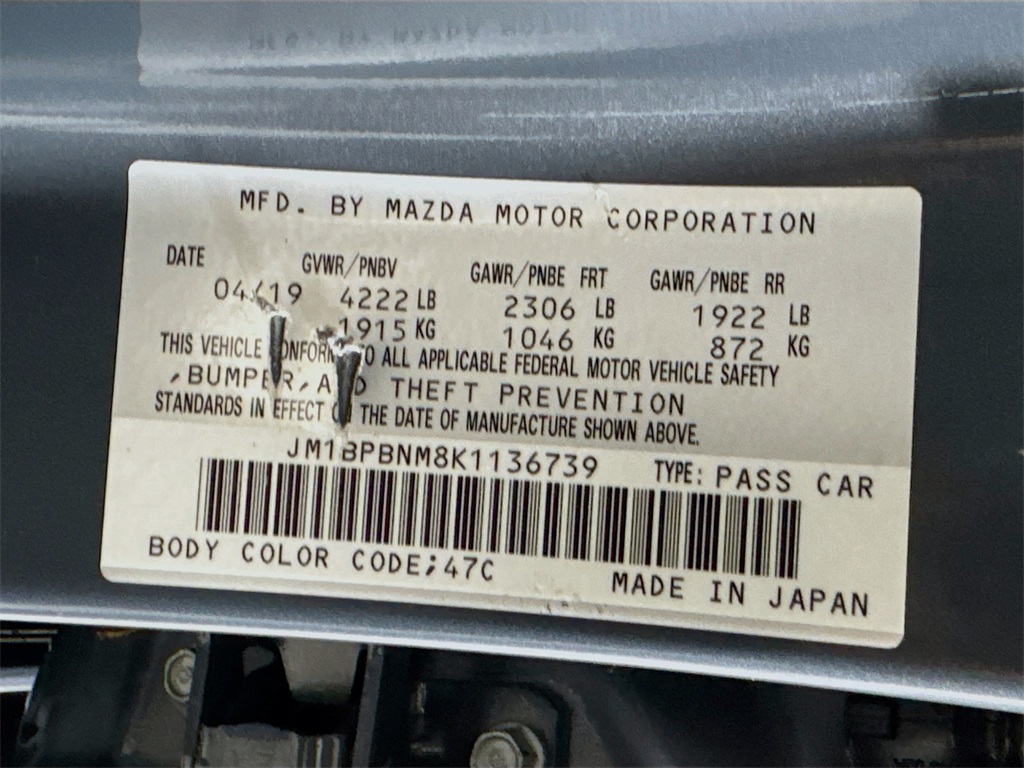 MFD. BY MAZDA MOTOR CORPORATION
DATE GVWR/PNBV GAWR/PNBE FRT GAWR/PNBE RR
04/19 4222 LB 2306 LB 1922 LB
1915 KG 1046 KG 872 KG
THIS VEHICLE CONFORMS TO ALL APPLICABLE FEDERAL MOTOR VEHICLE SAFETY
,BUMPER, AND THEFT PREVENTION
STANDARDS IN EFFECT ON THE DATE OF MANUFACTURE SHOWN ABOVE.
JM1BPBNM8K1136739 TYPE: PASS CAR
BODY COLOR CODE;47C
MADE IN JAPAN